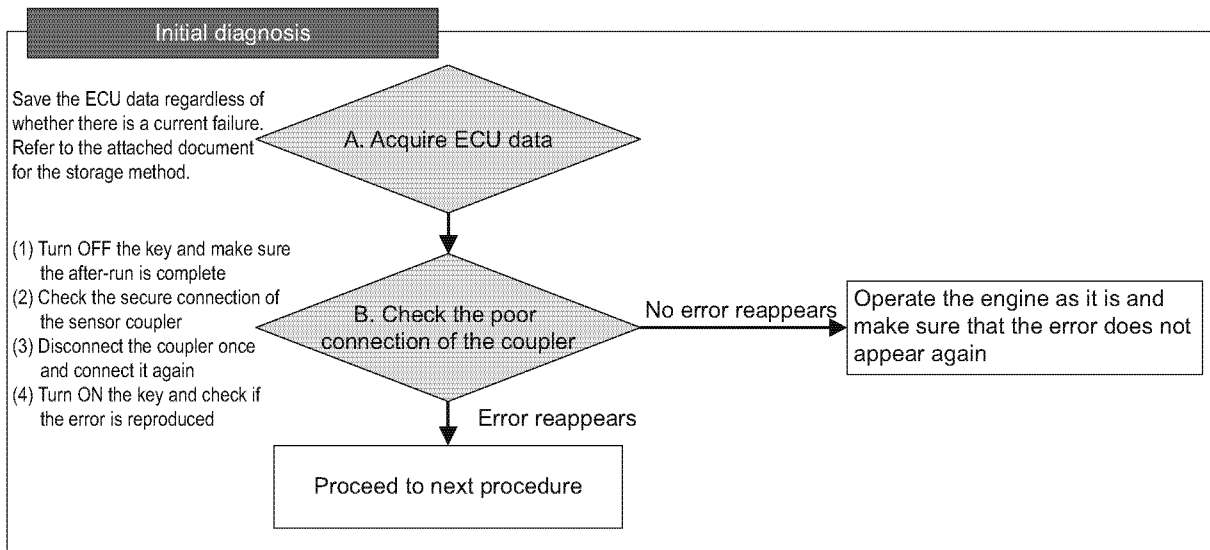 Initial diagnosis
Save the ECU data regardless of
whether there is a current failure.
Refer to the attached document
for the storage method.
A. Acquire ECU data
(1) Turn OFF the key and make sure
the after-run is complete
(2) Check the secure connection of
the sensor coupler
(3) Disconnect the coupler once
and connect it again
(4) Turn ON the key and check if
the error is reproduced
B. Check the poor
connection of the coupler
No error reappears
Operate the engine as it is and
make sure that the error does not
appear again
Error reappears
Proceed to next procedure